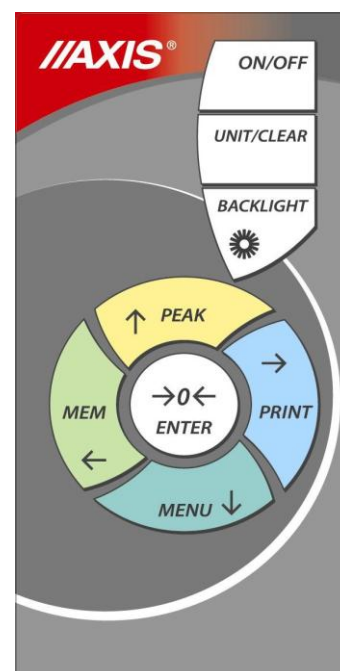 //AXIS®
ON/OFF
UNIT/CLEAR
BACKLIGHT
↑ PEAK
MEM
←
→0←
ENTER
→
PRINT
MENU ↓